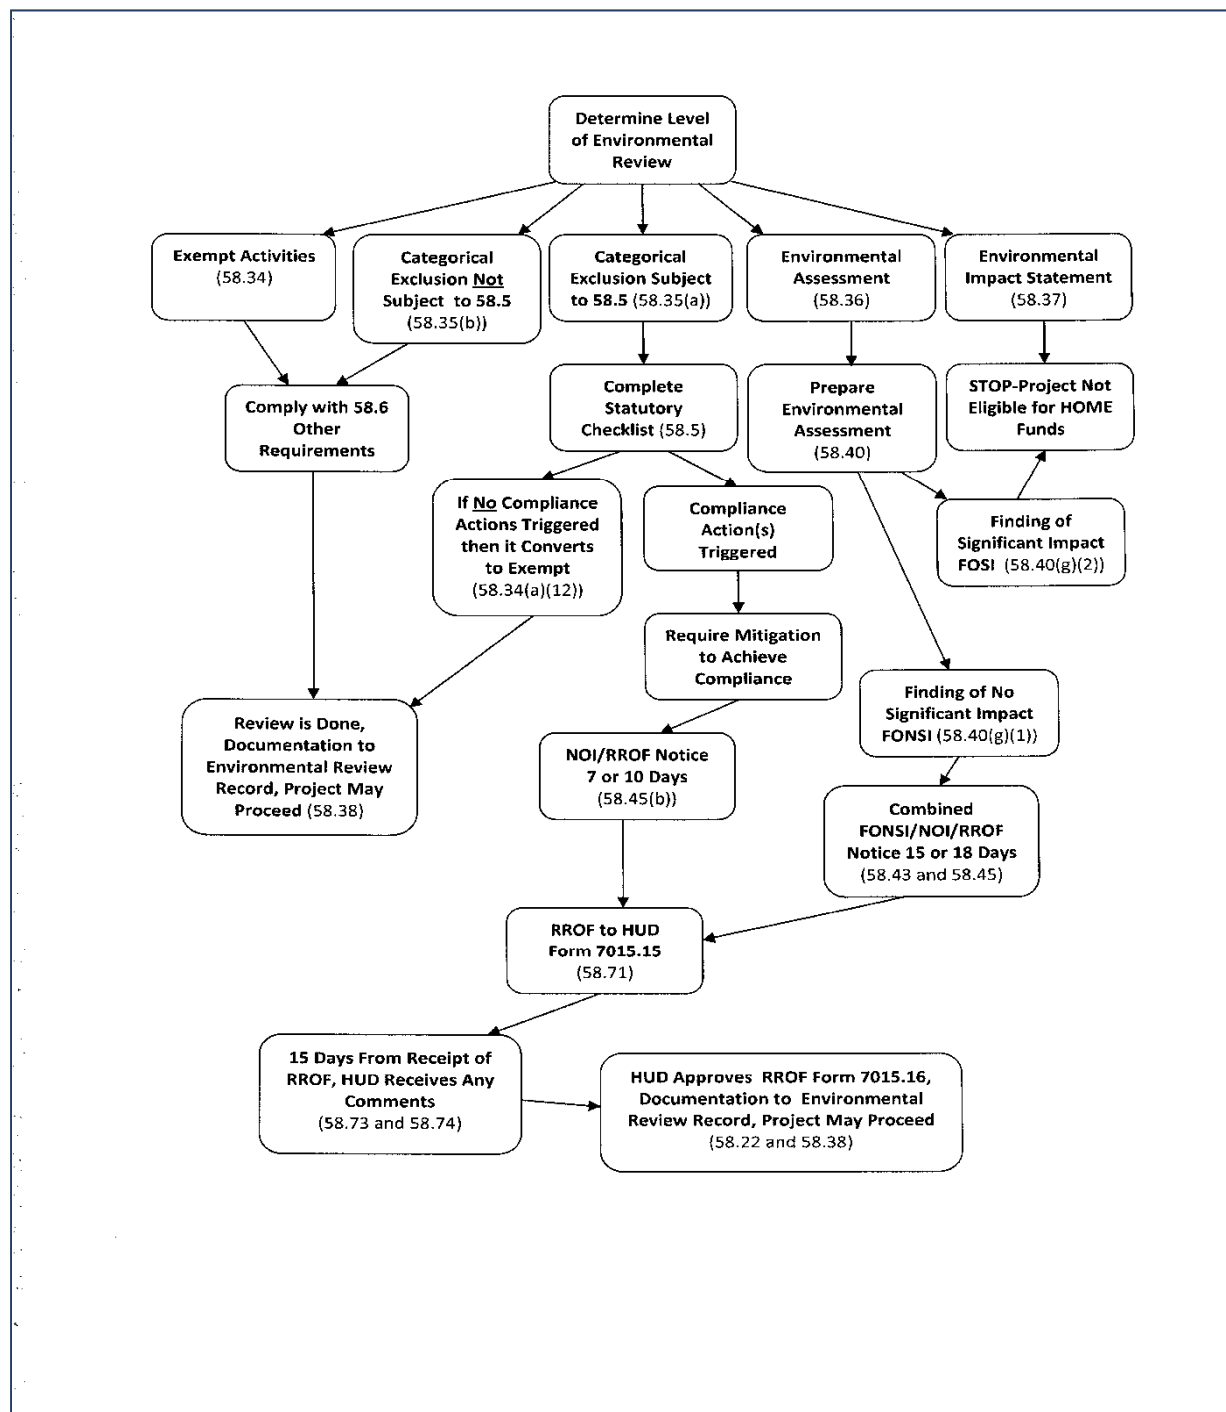 Determine Level
of Environmental
Review
Exempt Activities
(58.34)
Categorical
Exclusion Not
Subject to 58.5
(58.35(b))
Categorical
Exclusion Subject
to 58.5 (58.35(a))
Environmental
Assessment
(58.36)
Environmental
Impact Statement
(58.37)
Comply with 58.6
Other
Requirements
Complete
Statutory
Checklist (58.5)
Prepare
Environmental
Assessment
(58.40)
STOP-Project Not
Eligible for HOME
Funds
If No Compliance
Actions Triggered
then it Converts
to Exempt
(58.34(a)(12))
Compliance
Action(s)
Triggered
Finding of
Significant Impact
FOSI (58.40(g)(2))
Require Mitigation
to Achieve
Compliance
Finding of No
Significant Impact
FONSI (58.40(g)(1))
Review is Done,
Documentation to
Environmental Review
Record, Project May
Proceed (58.38)
NOI/RROF Notice
7 or 10 Days
(58.45(b))
Combined
FONSI/NOI/RROF
Notice 15 or 18 Days
(58.43 and 58.45)
RROF to HUD
Form 7015.15
(58.71)
15 Days From Receipt of
RROF, HUD Receives Any
Comments
(58.73 and 58.74)
HUD Approves RROF Form 7015.16,
Documentation to Environmental
Review Record, Project May Proceed
(58.22 and 58.38)